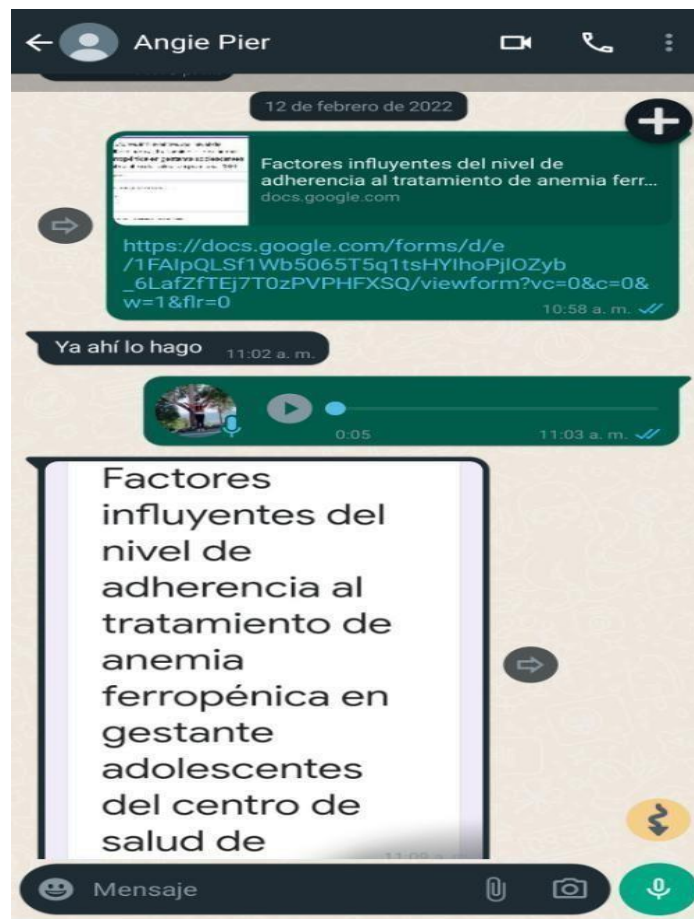 Angie Pier
12 de febrero de 2022
Factores influyentes del nivel de
adherencia al tratamiento de anemia ferr...
docs.google.com
https://docs.google.com/forms/d/e
/1FAIpQLSf1Wb5065T5q1tsHYIhoPjlOZyb
_6LafZfTEj7T0zPVPHFXSQ/viewform?vc=0&c=0&
w=1&flr=0
10:58 a. m.
Ya ahí lo hago
11:02 a. m.
0:05
11:03 a. m.
Factores
influyentes del
nivel de
adherencia al
tratamiento de
anemia
ferropénica en
gestante
adolescentes
del centro de
salud de
Mensaje